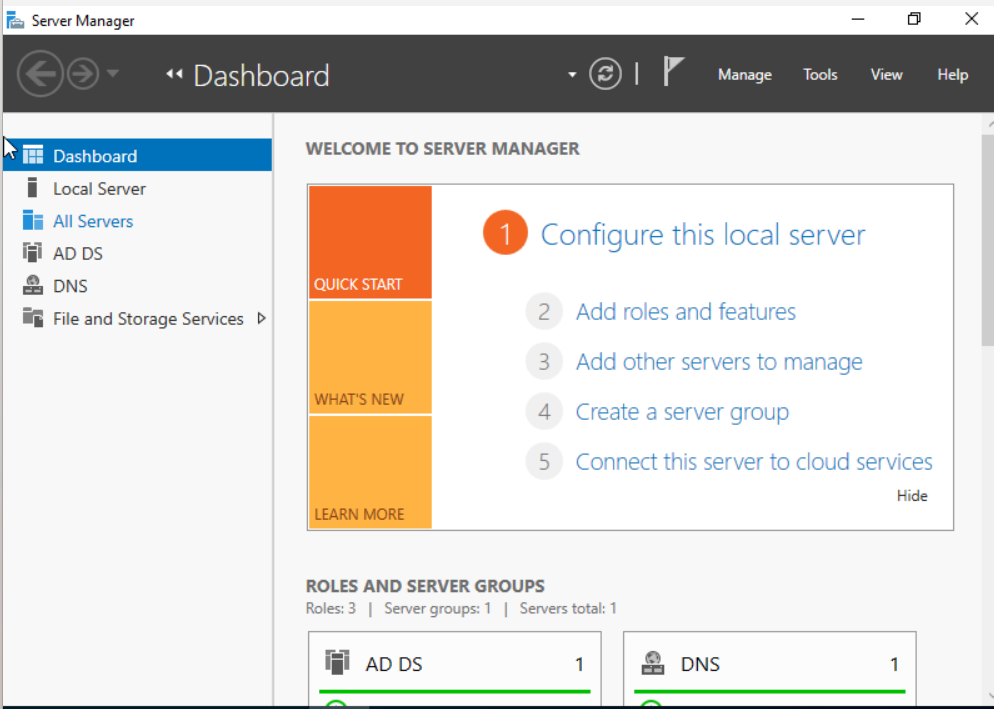 Server Manager
Dashboard
Manage Tools View Help
Dashboard
Local Server
All Servers
AD DS
DNS
File and Storage Services
WELCOME TO SERVER MANAGER
QUICK START
WHAT'S NEW
LEARN MORE
1 Configure this local server
2 Add roles and features
3 Add other servers to manage
4 Create a server group
5 Connect this server to cloud services
Hide
ROLES AND SERVER GROUPS
Roles: 3 | Server groups: 1 | Servers total: 1
AD DS 1
DNS 1